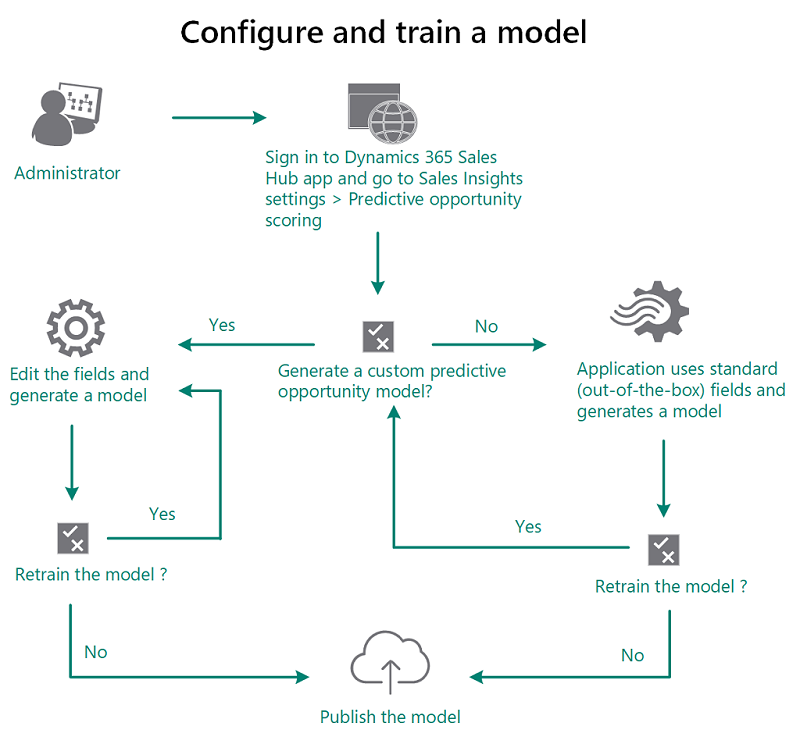 Configure and train a model
Administrator
Sign in to Dynamics 365 Sales
Hub app and go to Sales Insights
settings > Predictive opportunity
scoring
Yes
No
Edit the fields and
generate a model
Generate a custom predictive
opportunity model?
Application uses standard
(out-of-the-box) fields and
generates a model
Yes
Yes
Retrain the model ?
Retrain the model ?
No
No
Publish the model